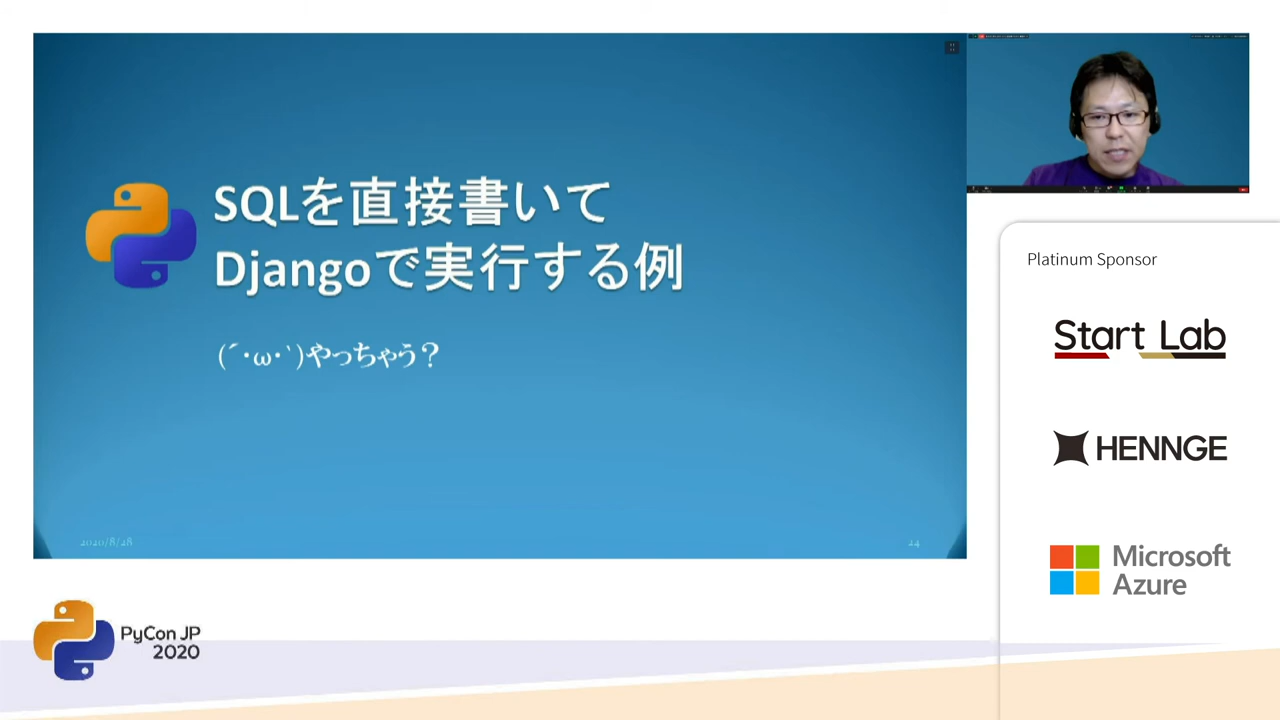 SQLを直接書いて
Djangoで実行する例
(´・ω・`)やっちゃう？
2020/8/28
24
Platinum Sponsor
Start Lab
HENNGE
Microsoft
Azure
PyCon JP
2020